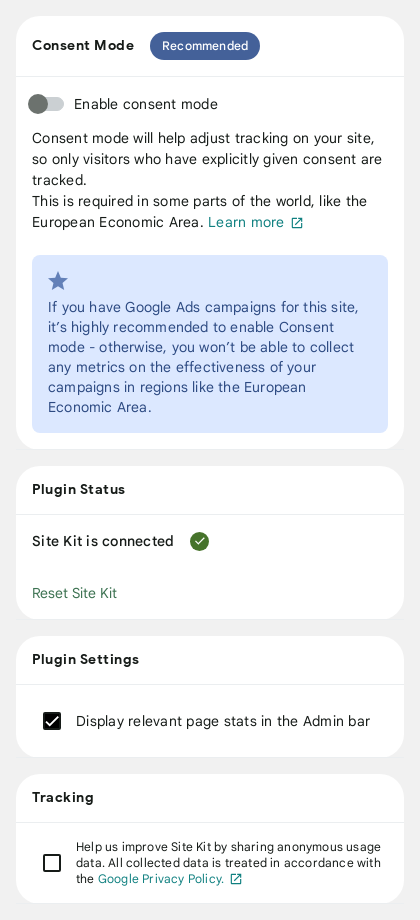 Consent Mode Recommended
Enable consent mode
Consent mode will help adjust tracking on your site,
so only visitors who have explicitly given consent are
tracked.
This is required in some parts of the world, like the
European Economic Area. Learn more
If you have Google Ads campaigns for this site,
it’s highly recommended to enable Consent
mode - otherwise, you won’t be able to collect
any metrics on the effectiveness of your
campaigns in regions like the European
Economic Area.
Plugin Status
Site Kit is connected
Reset Site Kit
Plugin Settings
Display relevant page stats in the Admin bar
Tracking
Help us improve Site Kit by sharing anonymous usage
data. All collected data is treated in accordance with
the Google Privacy Policy.